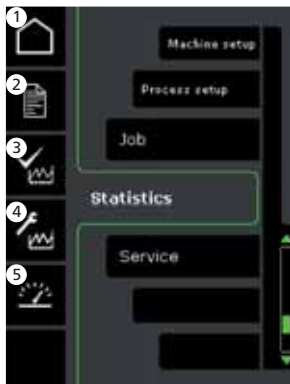 1
Machine setup
2
Process setup
Job
3
Statistics
4
Service
5